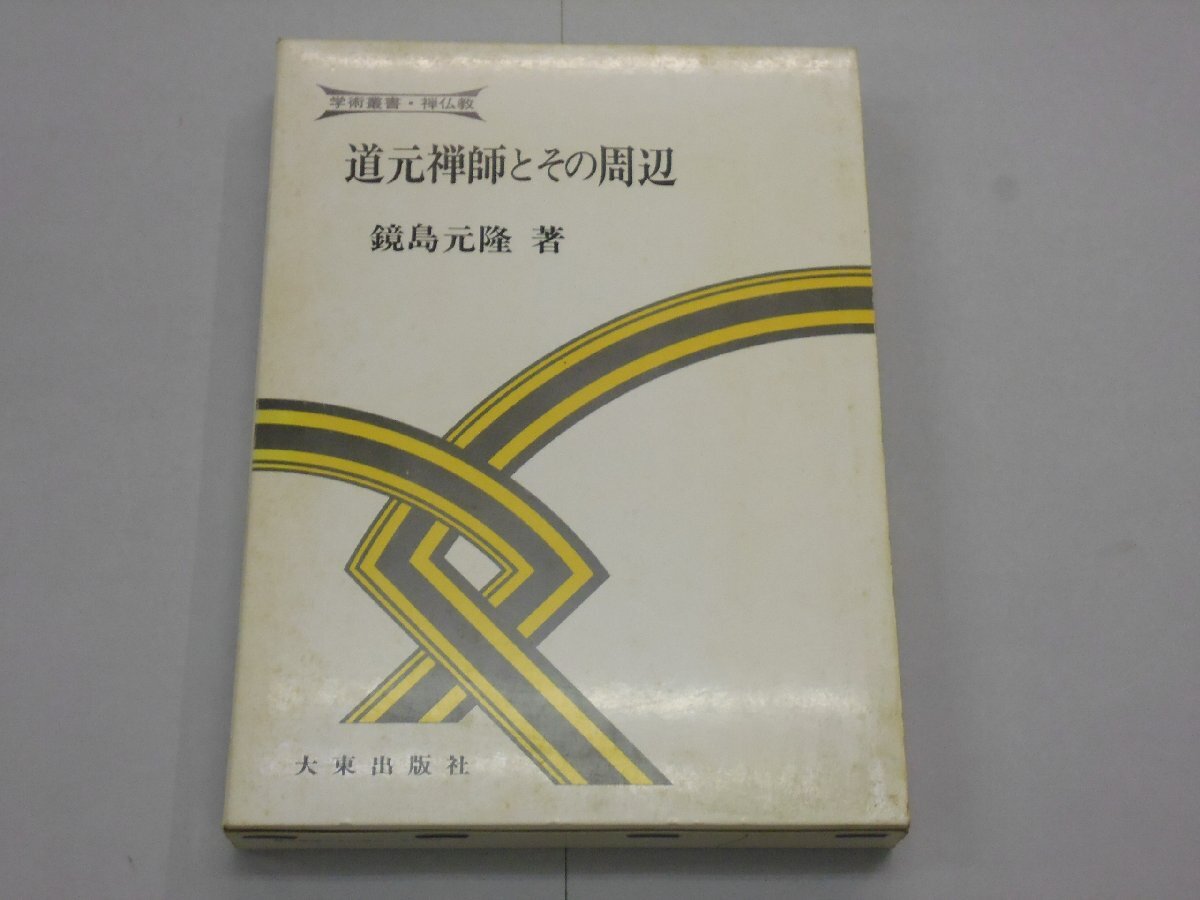 学術叢書・禅仏教
道元禅師とその周辺
鏡島元隆 著
大東出版社